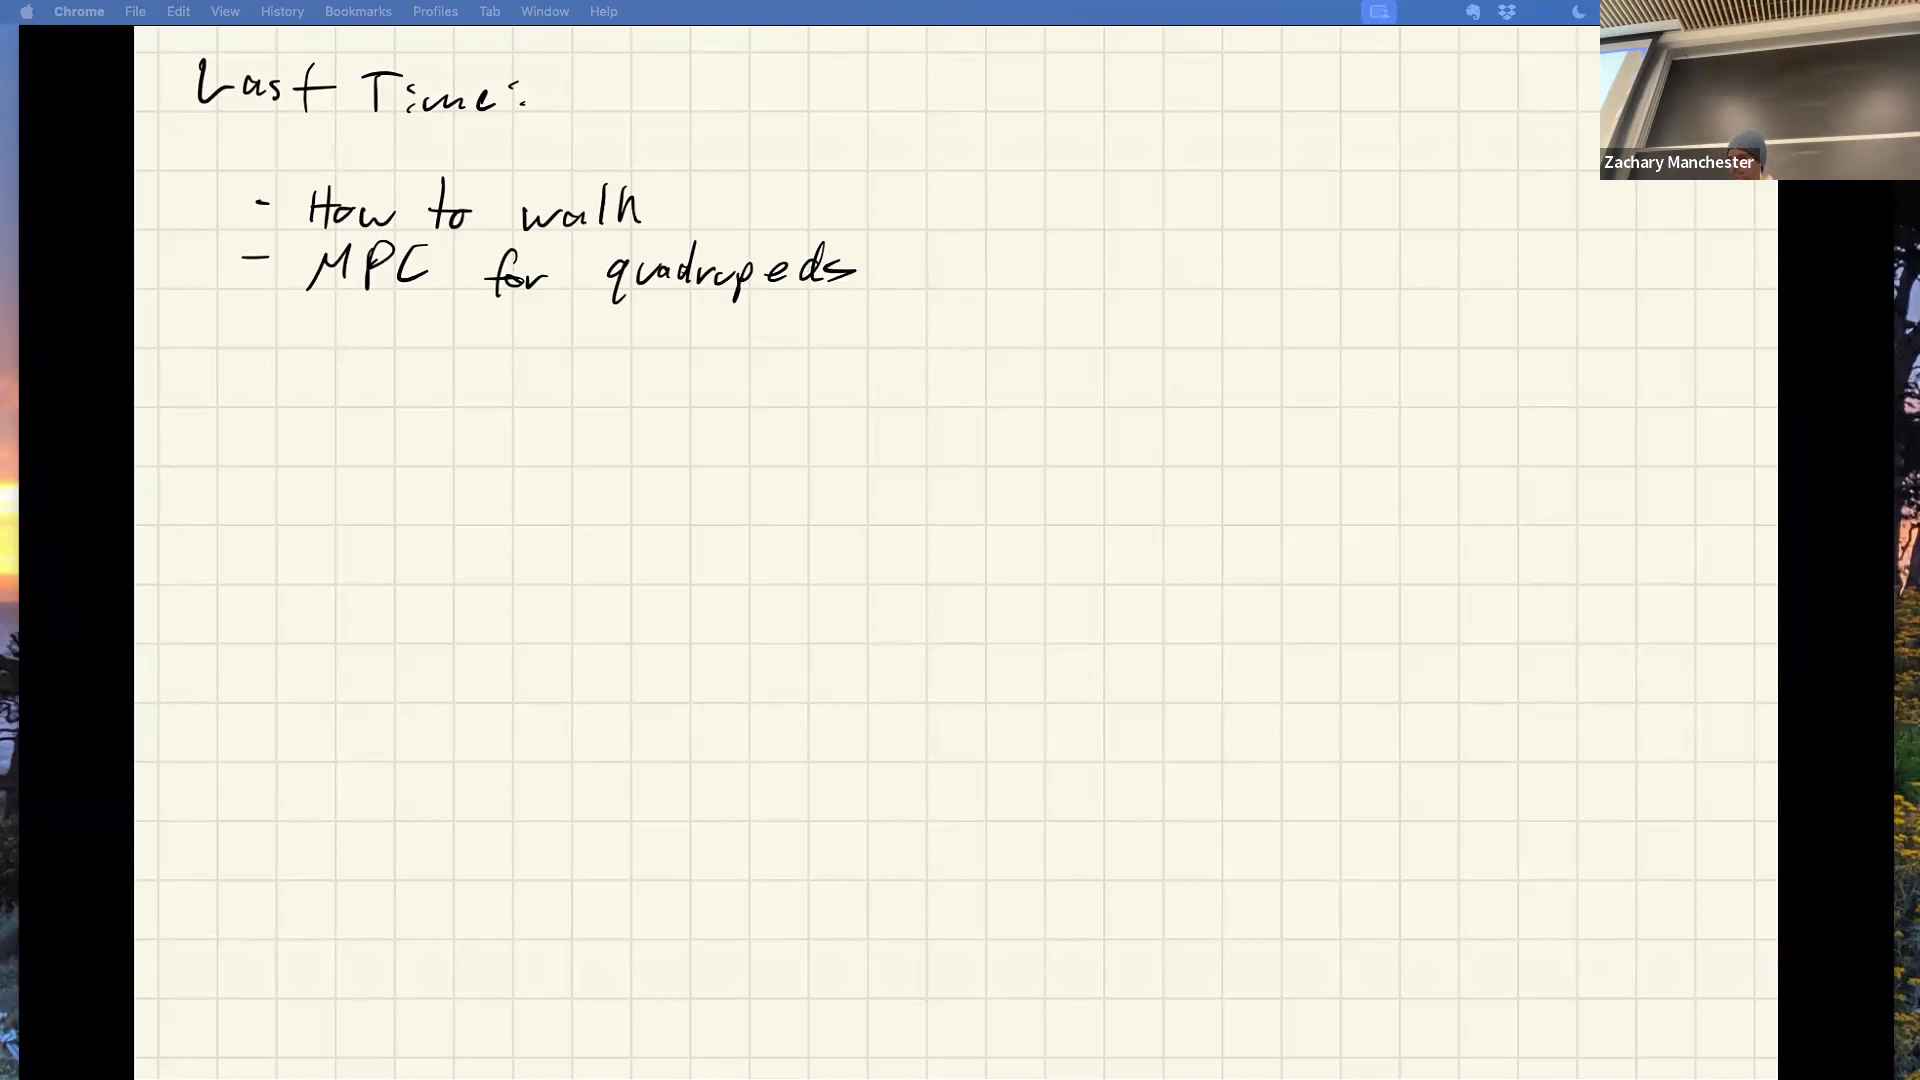 Chrome File Edit View History Bookmarks Profiles Tab Window Help
Last Time:
- How to walk
- MPC for quadrupeds
Zachary Manchester